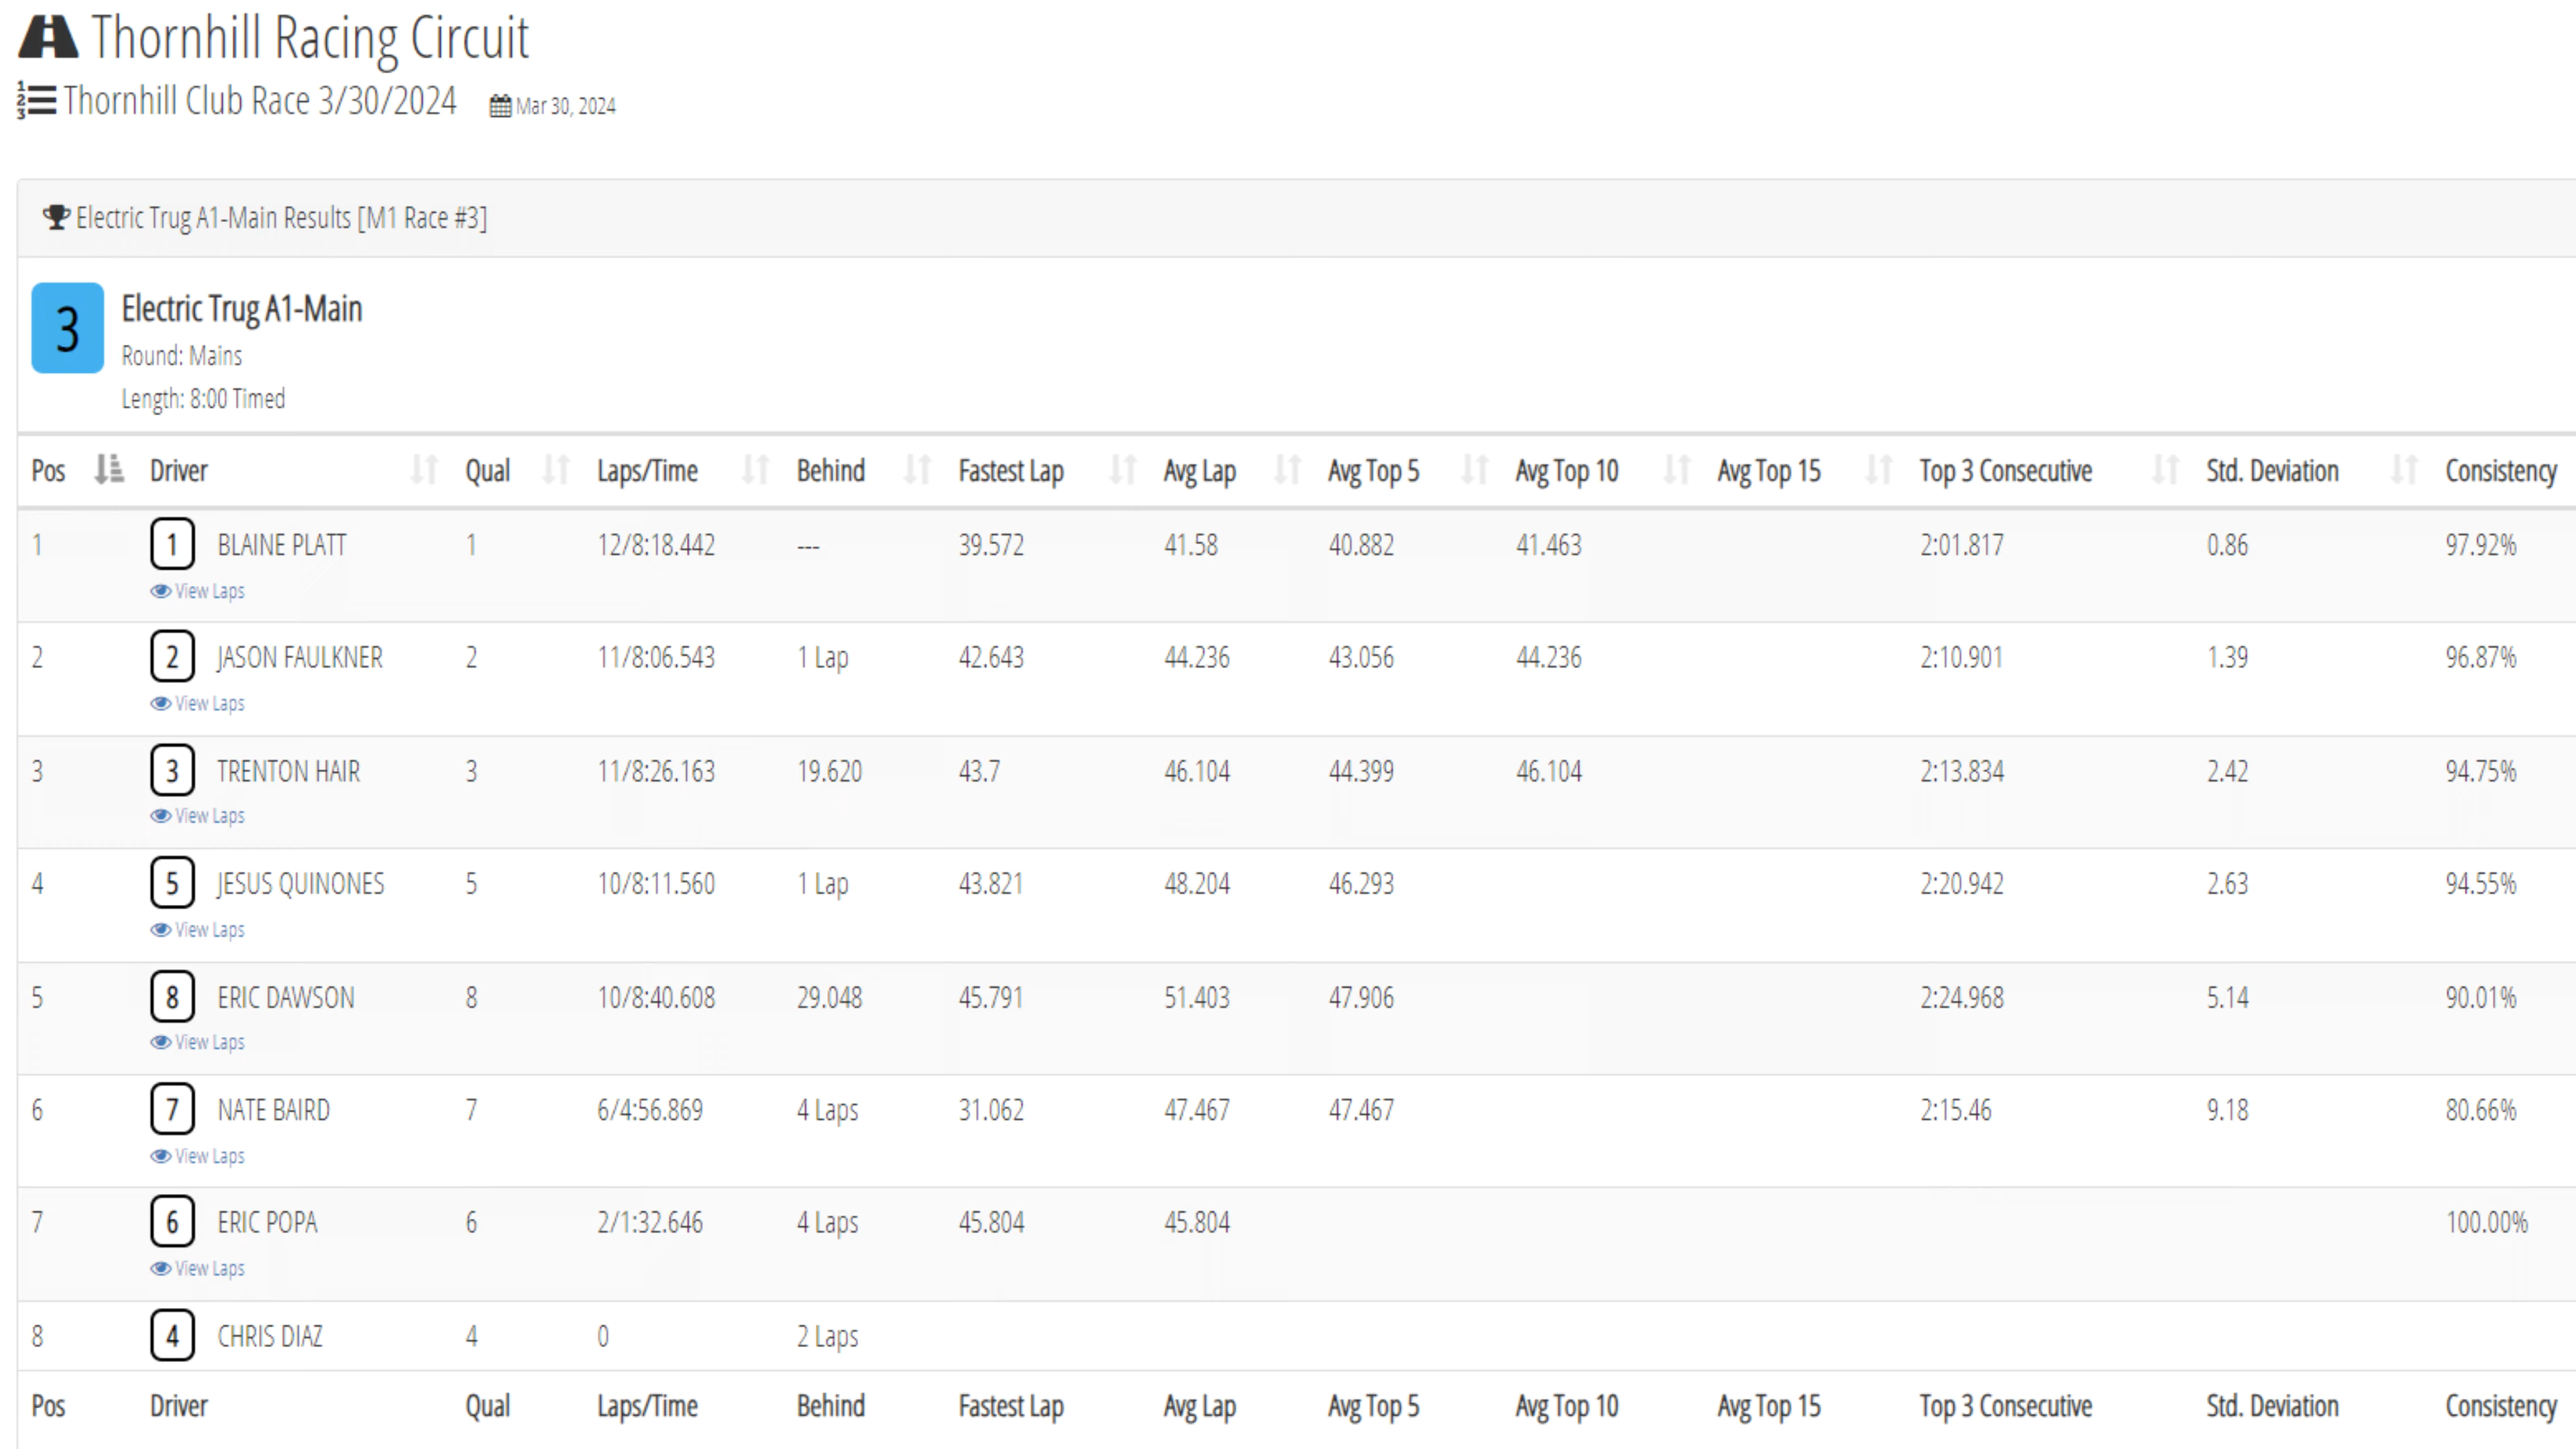 Thornhill Racing Circuit
Thornhill Club Race 3/30/2024 Mar 30, 2024
Electric Trug A1-Main Results [M1 Race #3]
3 Electric Trug A1-Main
Round: Mains
Length: 8:00 Timed
Pos Driver Qual Laps/Time Behind Fastest Lap Avg Lap Avg Top 5 Avg Top 10 Avg Top 15 Top 3 Consecutive Std. Deviation Consistency
1 1 BLAINE PLATT 1 12/8:18.442 --- 39.572 41.58 40.882 41.463 2:01.817 0.86 97.92%
View Laps
2 2 JASON FAULKNER 2 11/8:06.543 1 Lap 42.643 44.236 43.056 44.236 2:10.901 1.39 96.87%
View Laps
3 3 TRENTON HAIR 3 11/8:26.163 19.620 43.7 46.104 44.399 46.104 2:13.834 2.42 94.75%
View Laps
4 5 JESUS QUINONES 5 10/8:11.560 1 Lap 43.821 48.204 46.293 2:20.942 2.63 94.55%
View Laps
5 8 ERIC DAWSON 8 10/8:40.608 29.048 45.791 51.403 47.906 2:24.968 5.14 90.01%
View Laps
6 7 NATE BAIRD 7 6/4:56.869 4 Laps 31.062 47.467 47.467 2:15.46 9.18 80.66%
View Laps
7 6 ERIC POPA 6 2/1:32.646 4 Laps 45.804 45.804 100.00%
View Laps
8 4 CHRIS DIAZ 4 0 2 Laps
Pos Driver Qual Laps/Time Behind Fastest Lap Avg Lap Avg Top 5 Avg Top 10 Avg Top 15 Top 3 Consecutive Std. Deviation Consistency